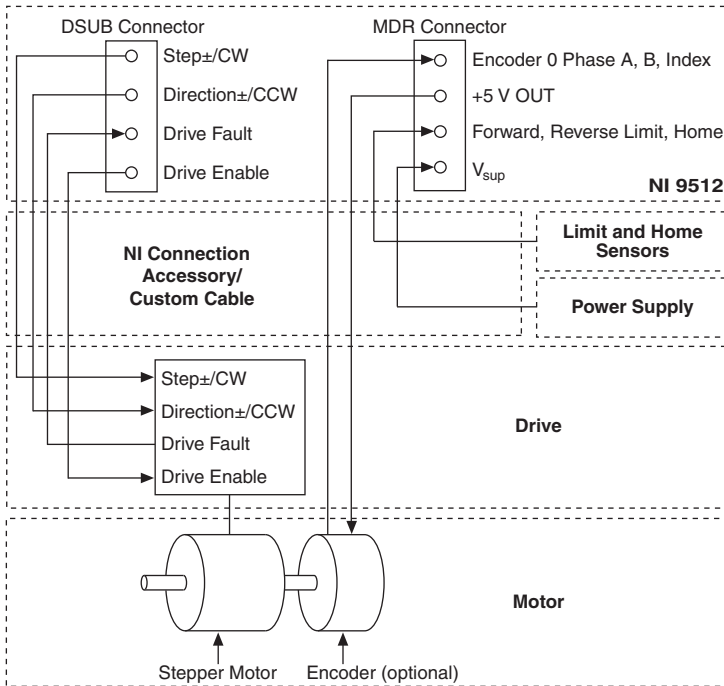 DSUB Connector
MDR Connector
Step±/CW
Direction±/CCW
Drive Fault
Drive Enable
Encoder 0 Phase A, B, Index
+5 V OUT
Forward, Reverse Limit, Home
Vsup
NI 9512
NI Connection
Accessory/
Custom Cable
Limit and Home
Sensors
Power Supply
Step±/CW
Direction±/CCW
Drive Fault
Drive Enable
Drive
Motor
Stepper Motor
Encoder (optional)